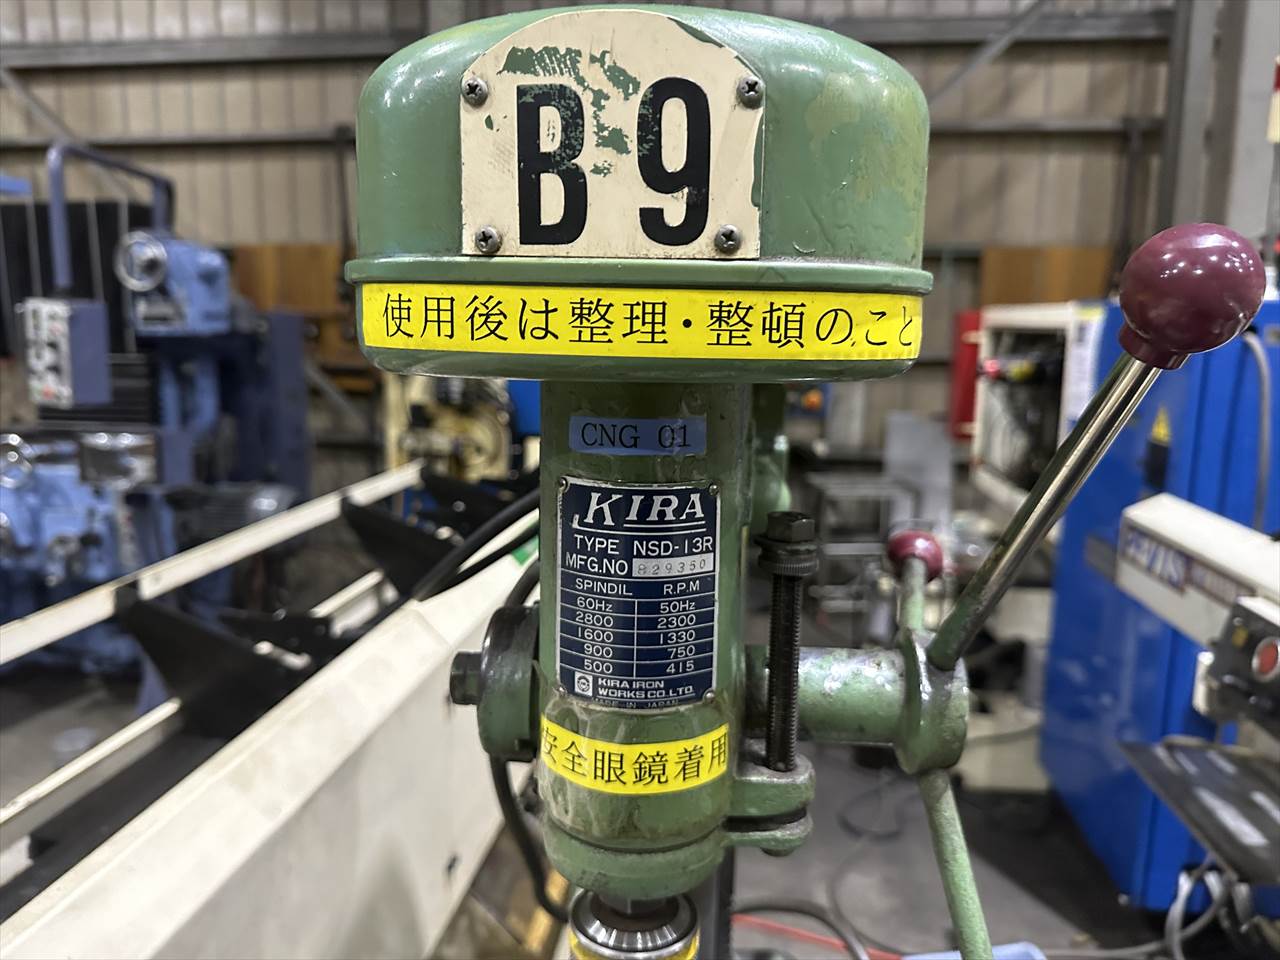 B 9
使用後は整理・整頓のこと
CNG 01
KIRA
TYPE NSD-13R
MFG.NO 829350
SPINDIL R.P.M
60Hz 50Hz
2800 2300
1600 1330
900 750
500 415
KIRA IRON
WORKS CO.LTD.
MADE IN JAPAN
安全眼鏡着用